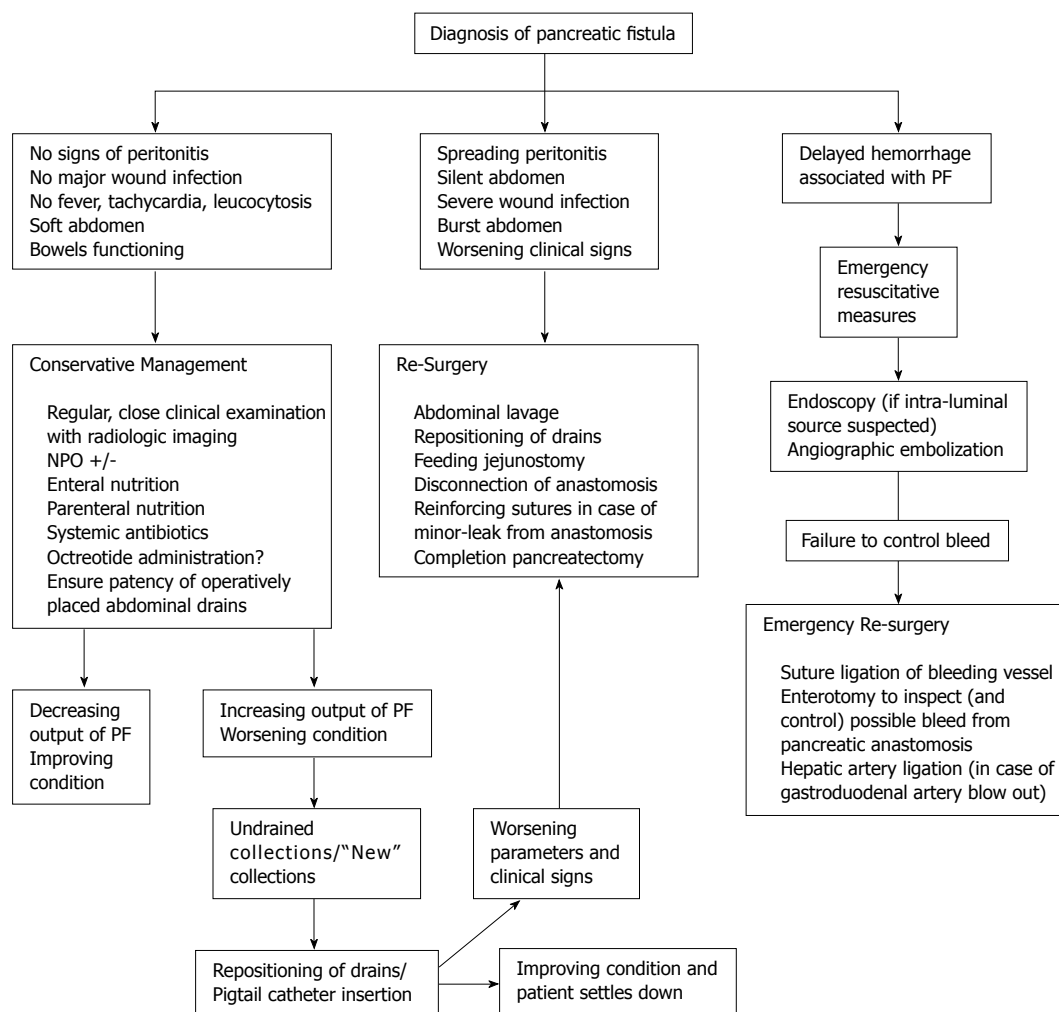 Diagnosis of pancreatic fistula
No signs of peritonitis
No major wound infection
No fever, tachycardia, leucocytosis
Soft abdomen
Bowels functioning
Spreading peritonitis
Silent abdomen
Severe wound infection
Burst abdomen
Worsening clinical signs
Delayed hemorrhage
associated with PF
Emergency
resuscitative
measures
Conservative Management
Regular, close clinical examination
with radiologic imaging
NPO +/-
Enteral nutrition
Parenteral nutrition
Systemic antibiotics
Octreotide administration?
Ensure patency of operatively
placed abdominal drains
Re-Surgery
Abdominal lavage
Repositioning of drains
Feeding jejunostomy
Disconnection of anastomosis
Reinforcing sutures in case of
minor-leak from anastomosis
Completion pancreatectomy
Endoscopy (if intra-luminal
source suspected)
Angiographic embolization
Failure to control bleed
Emergency Re-surgery
Suture ligation of bleeding vessel
Enterotomy to inspect (and
control) possible bleed from
pancreatic anastomosis
Hepatic artery ligation (in case of
gastroduodenal artery blow out)
Decreasing
output of PF
Improving
condition
Increasing output of PF
Worsening condition
Undrained
collections/“New”
collections
Worsening
parameters and
clinical signs
Repositioning of drains/
Pigtail catheter insertion
Improving condition and
patient settles down